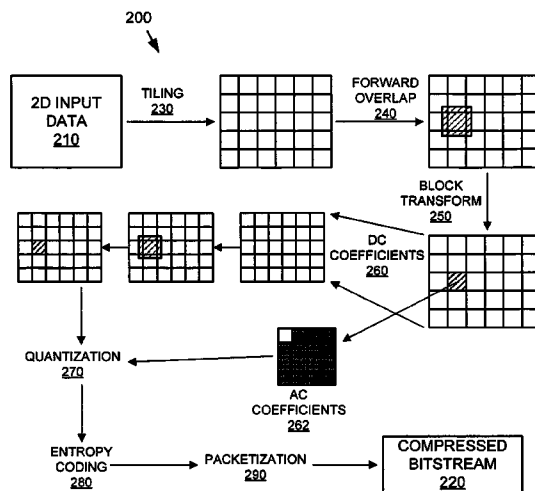 200
2D INPUT
DATA
210
TILING
230
FORWARD
OVERLAP
240
BLOCK
TRANSFORM
250
DC
COEFFICIENTS
260
QUANTIZATION
270
AC
COEFFICIENTS
262
ENTROPY
CODING
280
PACKETIZATION
290
COMPRESSED
BITSTREAM
220